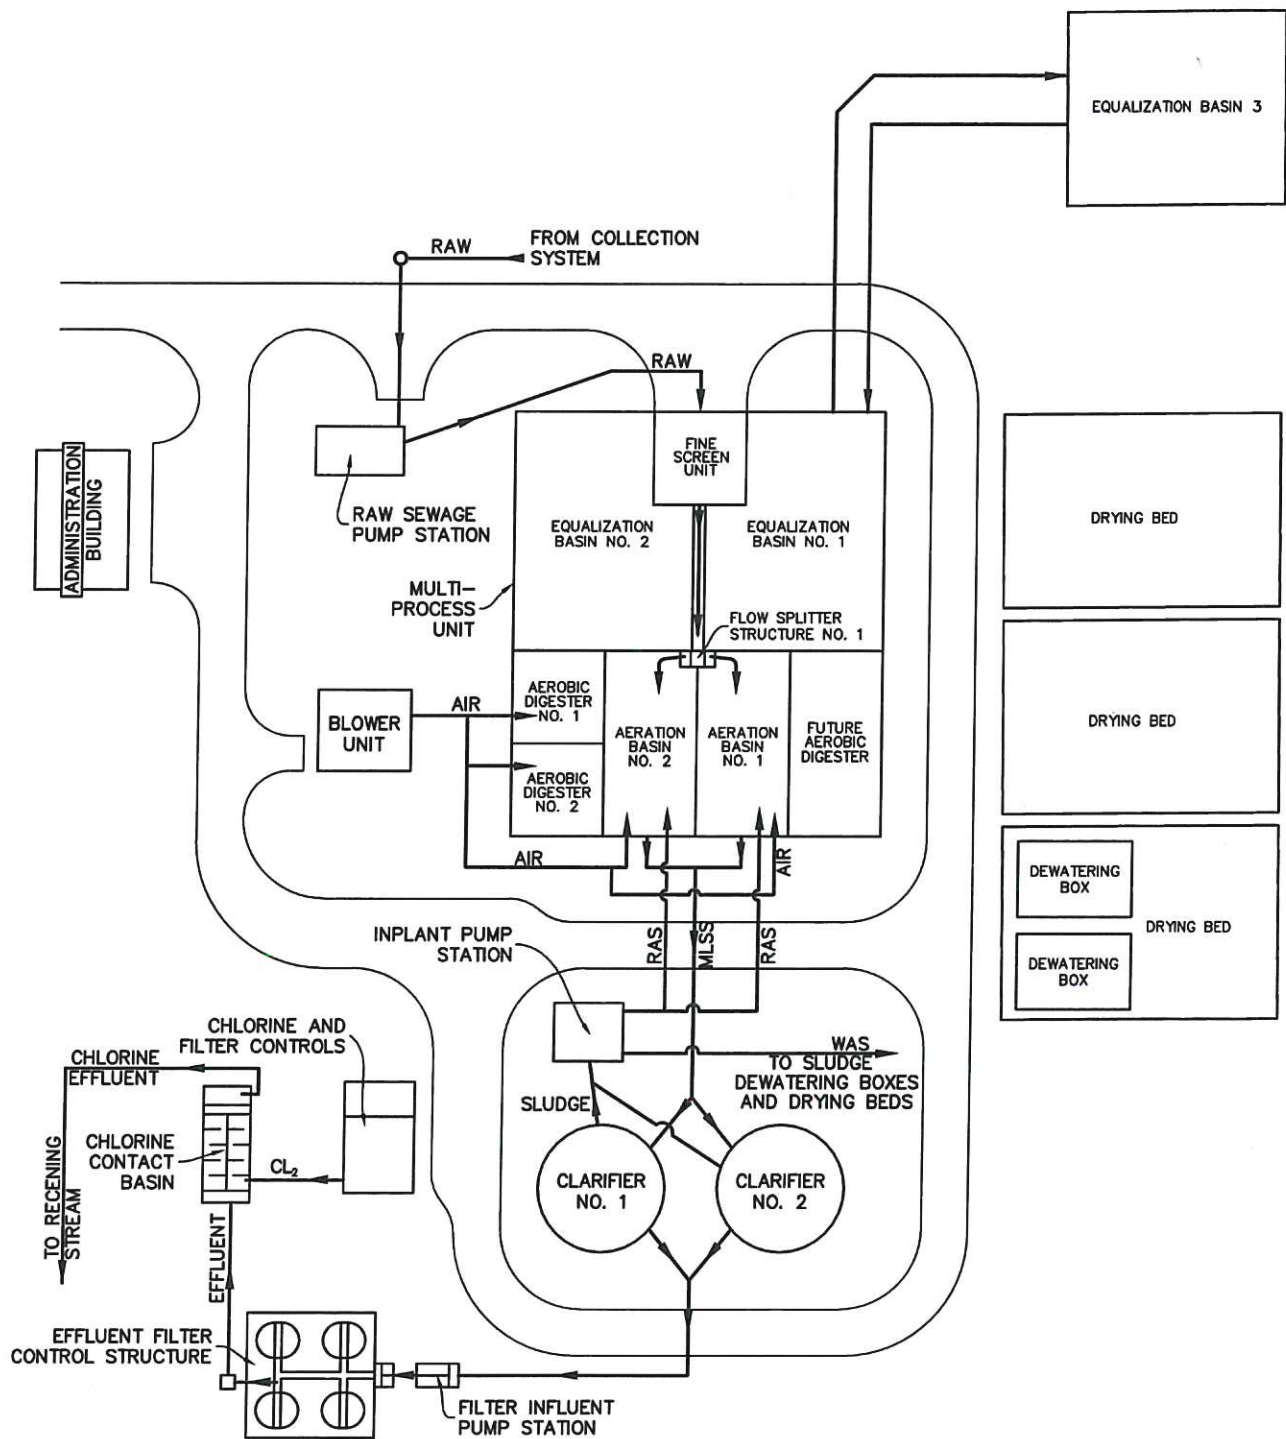 EQUALIZATION BASIN 3
RAW
FROM COLLECTION
SYSTEM
RAW
FINE
SCREEN
UNIT
ADMINISTRATION
BUILDING
RAW SEWAGE
PUMP STATION
EQUALIZATION
BASIN NO. 2
EQUALIZATION
BASIN NO. 1
DRYING BED
MULTI-
PROCESS
UNIT
FLOW SPLITTER
STRUCTURE NO. 1
AIR
BLOWER
UNIT
AEROBIC
DIGESTER
NO. 1
AEROBIC
DIGESTER
NO. 2
AERATION
BASIN
NO. 2
AERATION
BASIN
NO. 1
FUTURE
AEROBIC
DIGESTER
DRYING BED
AIR
AIR
DEWATERING
BOX
DEWATERING
BOX
DRYING BED
INPLANT PUMP
STATION
RAS
MLSS
RAS
WAS
TO SLUDGE
DEWATERING BOXES
AND DRYING BEDS
SLUDGE
CHLORINE AND
FILTER CONTROLS
CHLORINE
EFFLUENT
CHLORINE
CONTACT
BASIN
CL₂
CLARIFIER
NO. 1
CLARIFIER
NO. 2
TO RECENING
STREAM
EFFLUENT
EFFLUENT FILTER
CONTROL STRUCTURE
FILTER INFLUENT
PUMP STATION